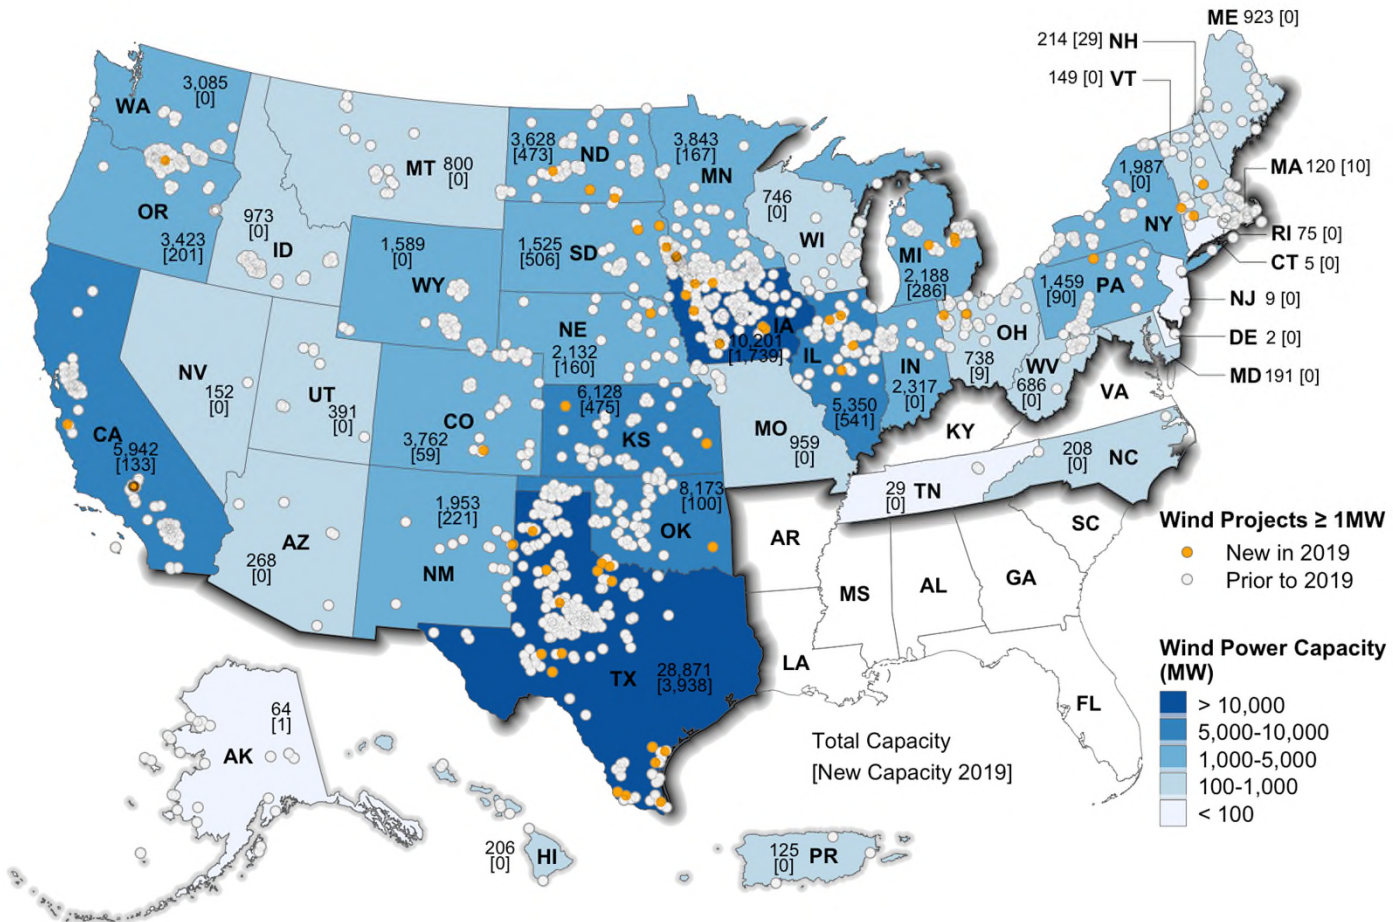 ME 923 [0]
214 [29] NH
149 [0] VT
3,085
[0]
WA
3,628
[473]
ND
3,843
[167]
MN
MT 800
[0]
1,987
[0]
NY
MA 120 [10]
746
[0]
WI
OR
3,423
[201]
973
[0]
ID
1,589
[0]
WY
1,525
[506]
SD
MI
2,188
[286]
RI 75 [0]
CT 5 [0]
1,459
[90]
PA
NJ 9 [0]
NE
2,132
[160]
IA
10,201
[1,739]
IL
5,350
[541]
IN
2,317
[0]
OH
738
[9]
WV
686
[0]
DE 2 [0]
MD 191 [0]
NV
152
[0]
UT
391
[0]
CO
3,762
[59]
6,128
[475]
KS
MO
959
[0]
KY
VA
CA
5,942
[133]
208
[0]
NC
29
[0]
TN
AZ
268
[0]
1,953
[221]
NM
8,173
[100]
OK
AR
SC
MS
AL
GA
LA
FL
TX
28,871
[3,938]
Wind Projects ≥ 1MW
New in 2019
Prior to 2019
Wind Power Capacity
(MW)
> 10,000
5,000-10,000
1,000-5,000
100-1,000
< 100
Total Capacity
[New Capacity 2019]
64
[1]
AK
206
[0]
HI
125
[0]
PR